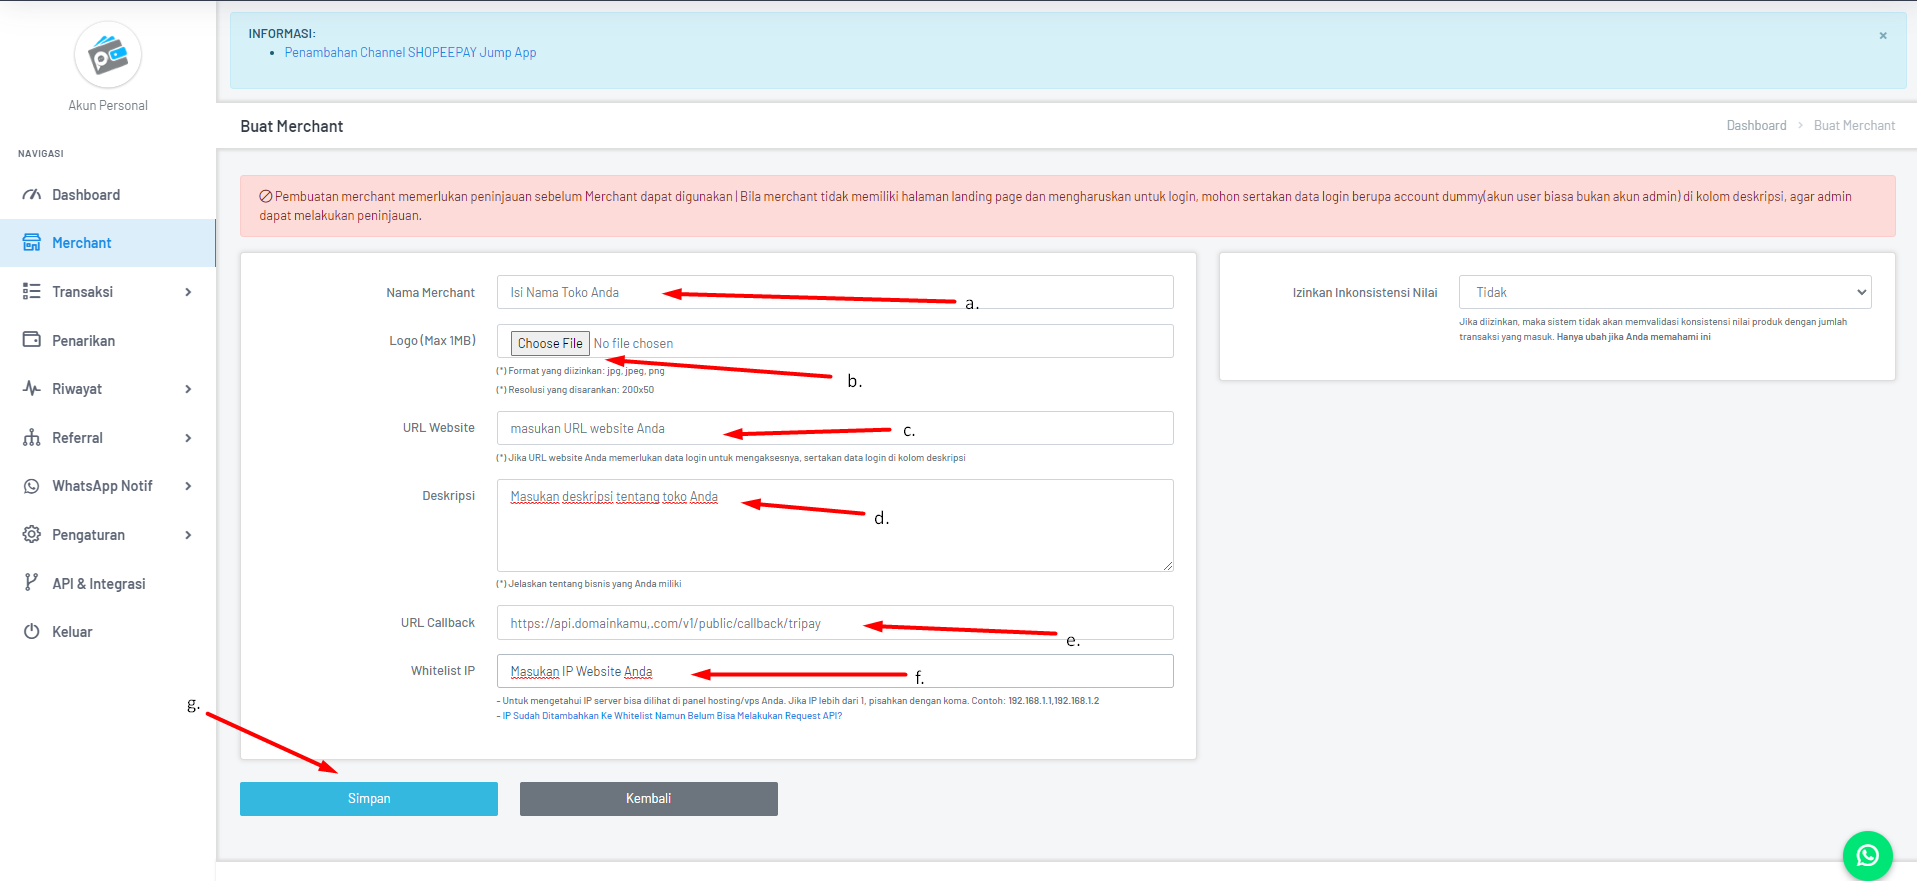 INFORMASI:
Penambahan Channel SHOPEEPAY Jump App
×
Akun Personal
NAVIGASI
Dashboard
Merchant
Transaksi
Penarikan
Riwayat
Referral
WhatsApp Notif
Pengaturan
API & Integrasi
Keluar
Buat Merchant
Dashboard > Buat Merchant
Pembuatan merchant memerlukan peninjauan sebelum Merchant dapat digunakan | Bila merchant tidak memiliki halaman landing page dan mengharuskan untuk login, mohon sertakan data login berupa account dummy(akun user biasa bukan akun admin) di kolom deskripsi, agar admin
dapat melakukan peninjauan.
Nama Merchant
Isi Nama Toko Anda
a.
Logo (Max 1MB)
Choose File No file chosen
(*) Format yang diizinkan: jpg, jpeg, png
b.
(*) Resolusi yang disarankan: 200x50
URL Website
masukan URL website Anda
c.
(*) Jika URL website Anda memerlukan data login untuk mengaksesnya, sertakan data login di kolom deskripsi
Deskripsi
Masukan deskripsi tentang toko Anda
d.
(*) Jelaskan tentang bisnis yang Anda miliki
URL Callback
https://api.domainkamu,.com/v1/public/callback/tripay
e.
Whitelist IP
Masukan IP Website Anda
f.
- Untuk mengetahui IP server bisa dilihat di panel hosting/vps Anda. Jika IP lebih dari 1, pisahkan dengan koma. Contoh: 192.168.1.1,192.168.1.2
- IP Sudah Ditambahkan Ke Whitelist Namun Belum Bisa Melakukan Request API?
g.
Simpan
Kembali
Izinkan Inkonsistensi Nilai
Tidak
Jika diizinkan, maka sistem tidak akan memvalidasi konsistensi nilai produk dengan jumlah
transaksi yang masuk. Hanya ubah jika Anda memahami ini